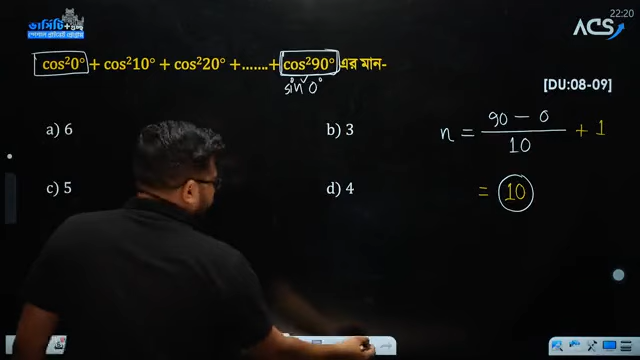 ভার্সিটি+গুচ্ছ
স্পেশাল প্রাইভেট প্রোগ্রাম
22:20
ACS
cos²0° + cos²10° + cos²20° +.......+ cos²90° এর মান-
sin²0°
[DU:08-09]
a) 6
b) 3
c) 5
d) 4
n = (90 - 0)/10 + 1
= 10